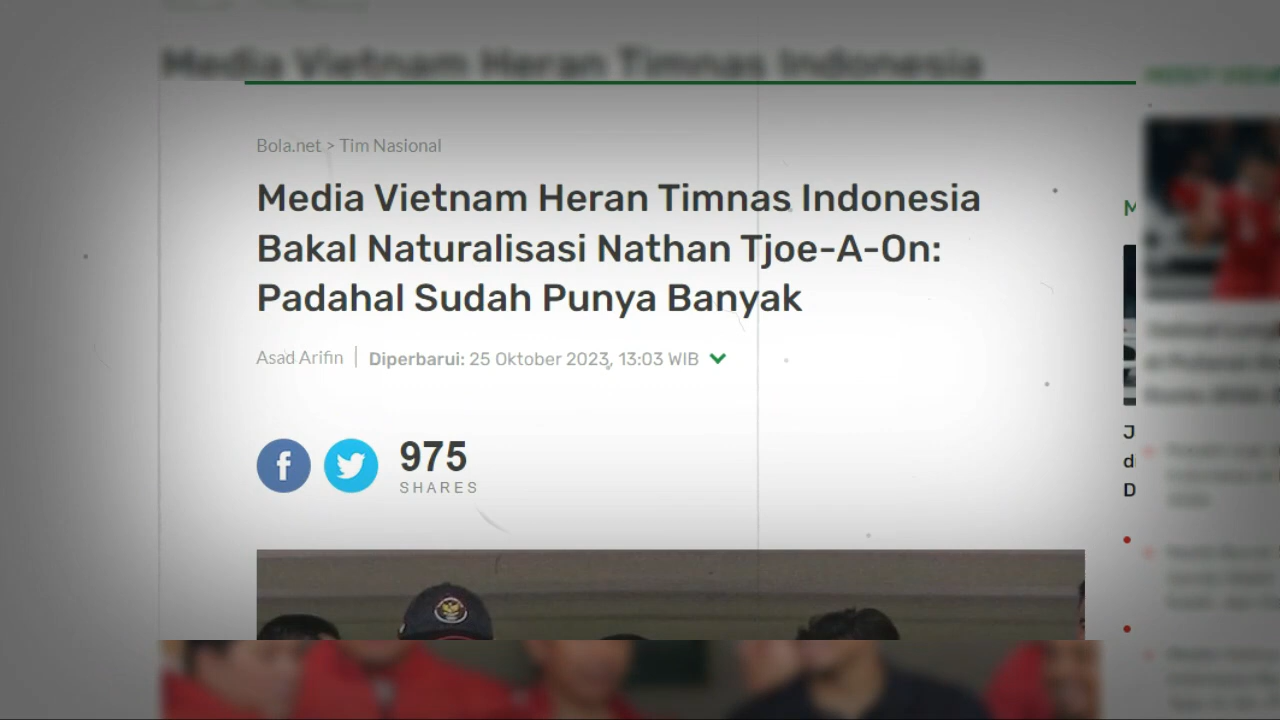 Media Vietnam Heran Timnas Indonesia
Bola.net > Tim Nasional
Media Vietnam Heran Timnas Indonesia
Bakal Naturalisasi Nathan Tjoe-A-On:
Padahal Sudah Punya Banyak
Asad Arifin | Diperbarui: 25 Oktober 2023, 13:03 WIB
975
SHARES